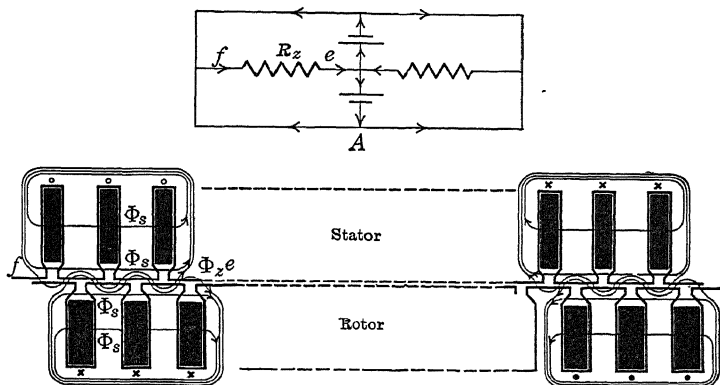 f R_z e
A
Φ_s
Stator
f Φ_s Φ_z e
Φ_s
Rotor
Φ_s